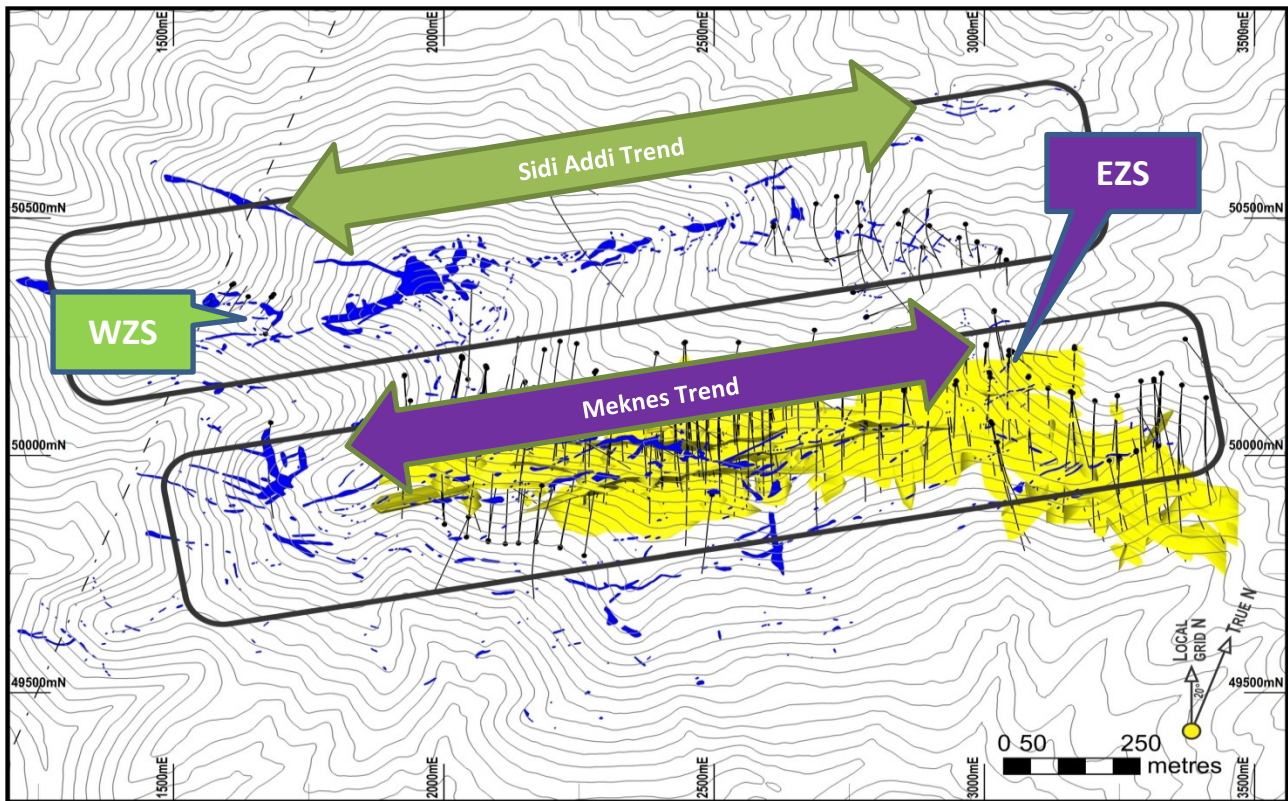 1500mE
2000mE
2500mE
3000mE
3500mE
Sidi Addi Trend
EZS
50500mN
50500mN
WZS
Meknes Trend
50000mN
50000mN
LOCAL
GRID N
TRUE N
-20°
49500mN
49500mN
0 50 250
metres
1500mE
2000mE
2500mE
3000mE
3500mE